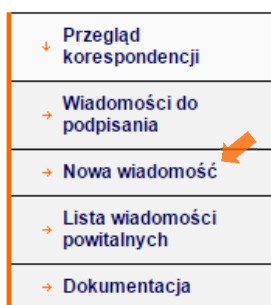 Przegląd
korespondencji
Wiadomości do
podpisania
Nowa wiadomość
Lista wiadomości
powitalnych
Dokumentacja